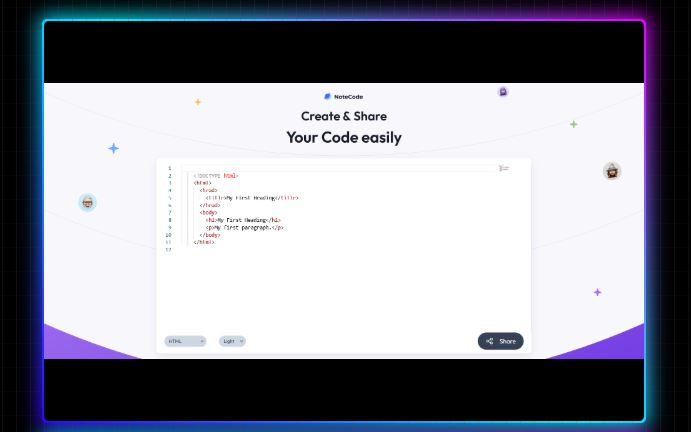 NoteCode
Create & Share
Your Code easily
1
2 <!DOCTYPE html>
3 <html>
4 <head>
5 <title>My First Heading</title>
6 </head>
7 <body>
8 <h1>My First Heading</h1>
9 <p>My first paragraph.</p>
10 </body>
11 </html>
12
HTML Light Share